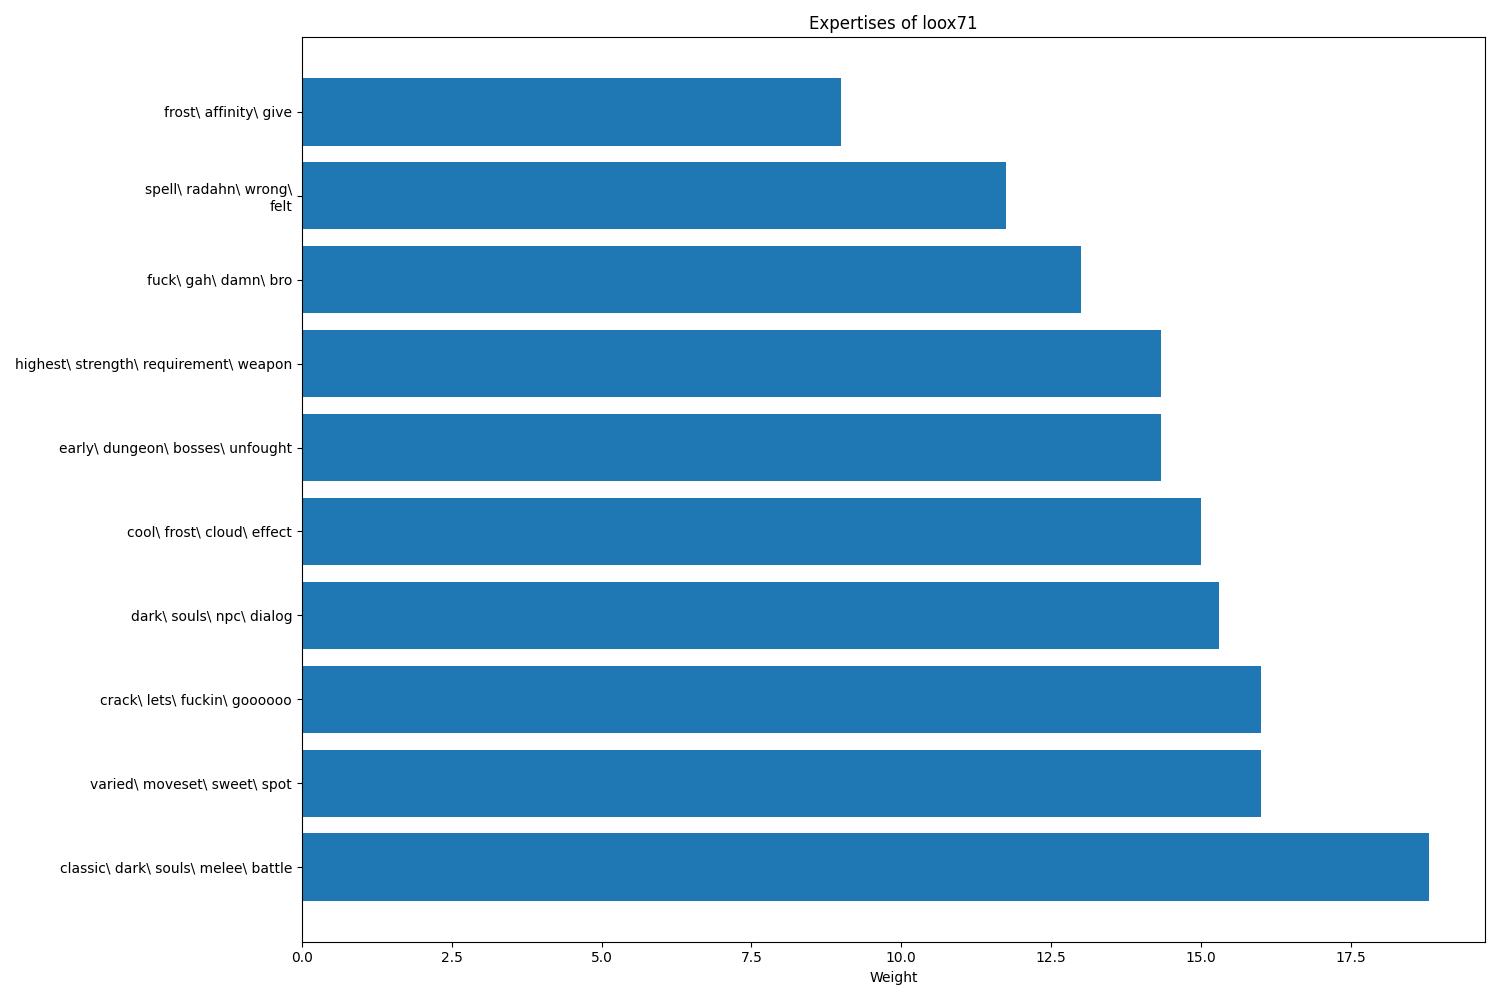 Expertises of loox71
frost\ affinity\ give
spell\ radahn\ wrong\
felt
fuck\ gah\ damn\ bro
highest\ strength\ requirement\ weapon
early\ dungeon\ bosses\ unfought
cool\ frost\ cloud\ effect
dark\ souls\ npc\ dialog
crack\ lets\ fuckin\ goooooo
varied\ moveset\ sweet\ spot
classic\ dark\ souls\ melee\ battle
0.0 2.5 5.0 7.5 10.0 12.5 15.0 17.5
Weight